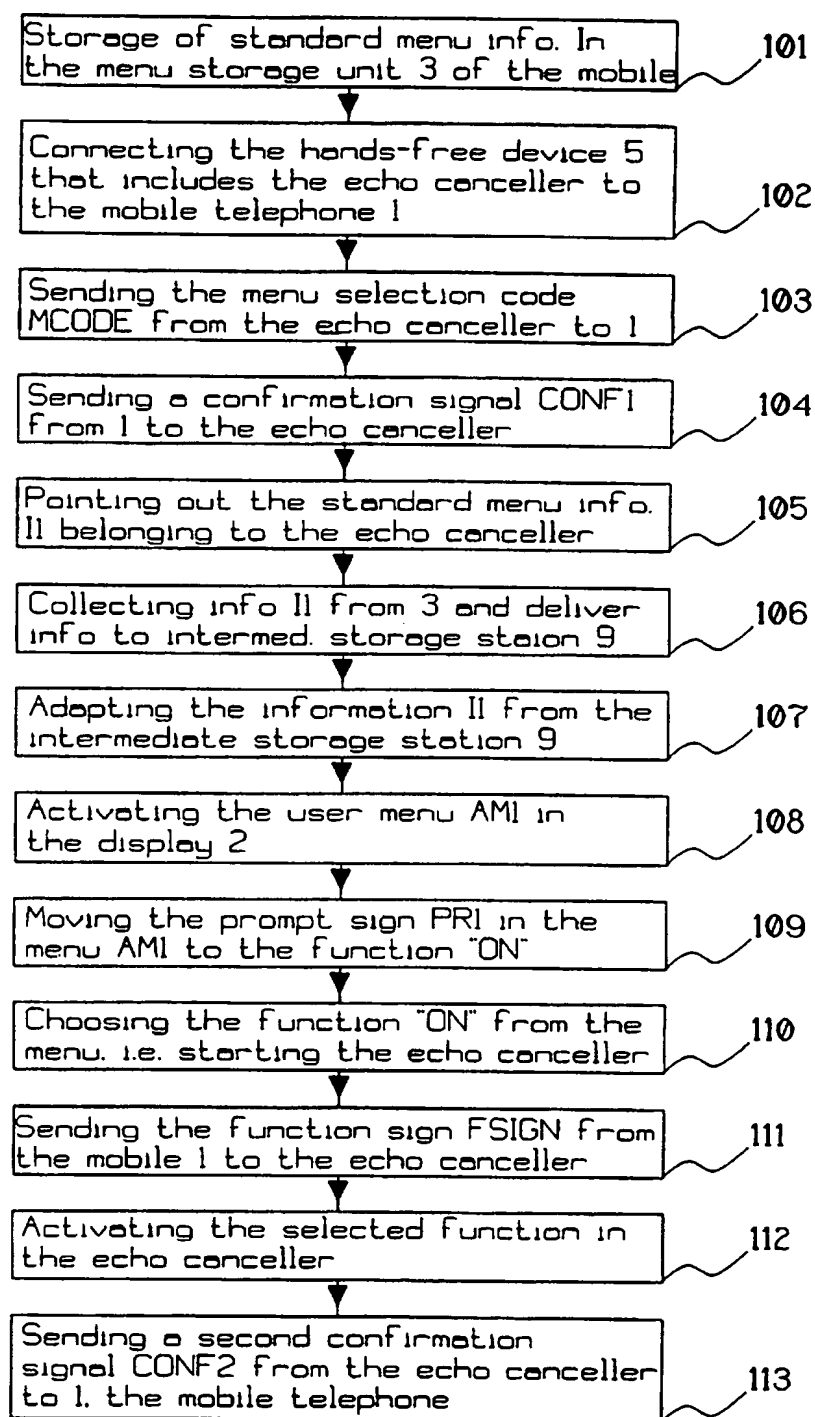 Storage of standard menu info. In
the menu storage unit 3 of the mobile
101
Connecting the hands-free device 5
that includes the echo canceller to
the mobile telephone 1
102
Sending the menu selection code
MCODE from the echo canceller to 1
103
Sending a confirmation signal CONF1
from 1 to the echo canceller
104
Pointing out the standard menu info.
I1 belonging to the echo canceller
105
Collecting info I1 from 3 and deliver
info to intermed. storage staion 9
106
Adapting the information I1 from the
intermediate storage station 9
107
Activating the user menu AM1 in
the display 2
108
Moving the prompt sign PR1 in the
menu AM1 to the function "ON"
109
Choosing the function "ON" from the
menu. i.e. starting the echo canceller
110
Sending the function sign FSIGN from
the mobile 1 to the echo canceller
111
Activating the selected function in
the echo canceller
112
Sending a second confirmation
signal CONF2 from the echo canceller
to 1. the mobile telephone
113